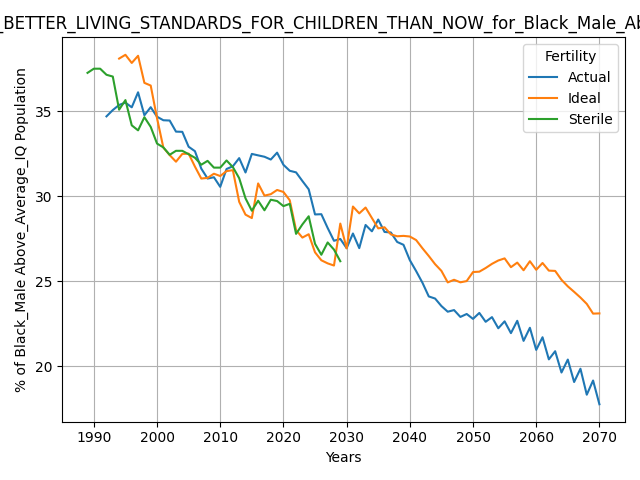 _BETTER_LIVING_STANDARDS_FOR_CHILDREN_THAN_NOW_for_Black_Male_Ab
Fertility
Actual
Ideal
Sterile
% of Black_Male Above_Average_IQ Population
35
30
25
20
1990 2000 2010 2020 2030 2040 2050 2060 2070
Years